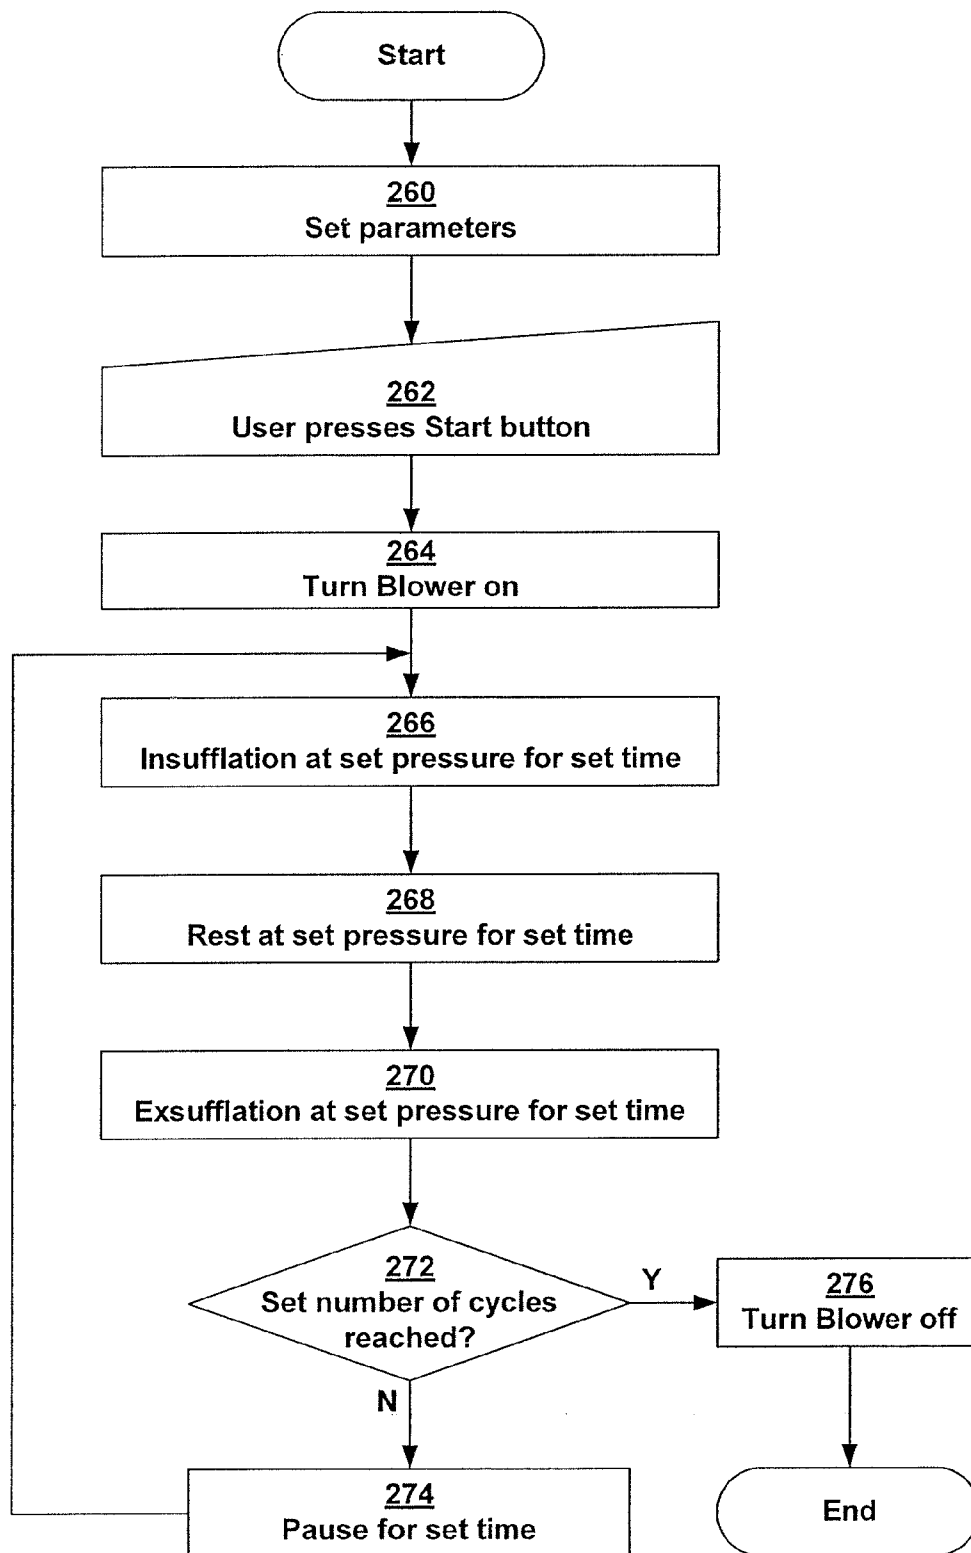 Start
260
Set parameters
262
User presses Start button
264
Turn Blower on
266
Insufflation at set pressure for set time
268
Rest at set pressure for set time
270
Exsufflation at set pressure for set time
272
Set number of cycles
reached?
Y
276
Turn Blower off
N
274
Pause for set time
End